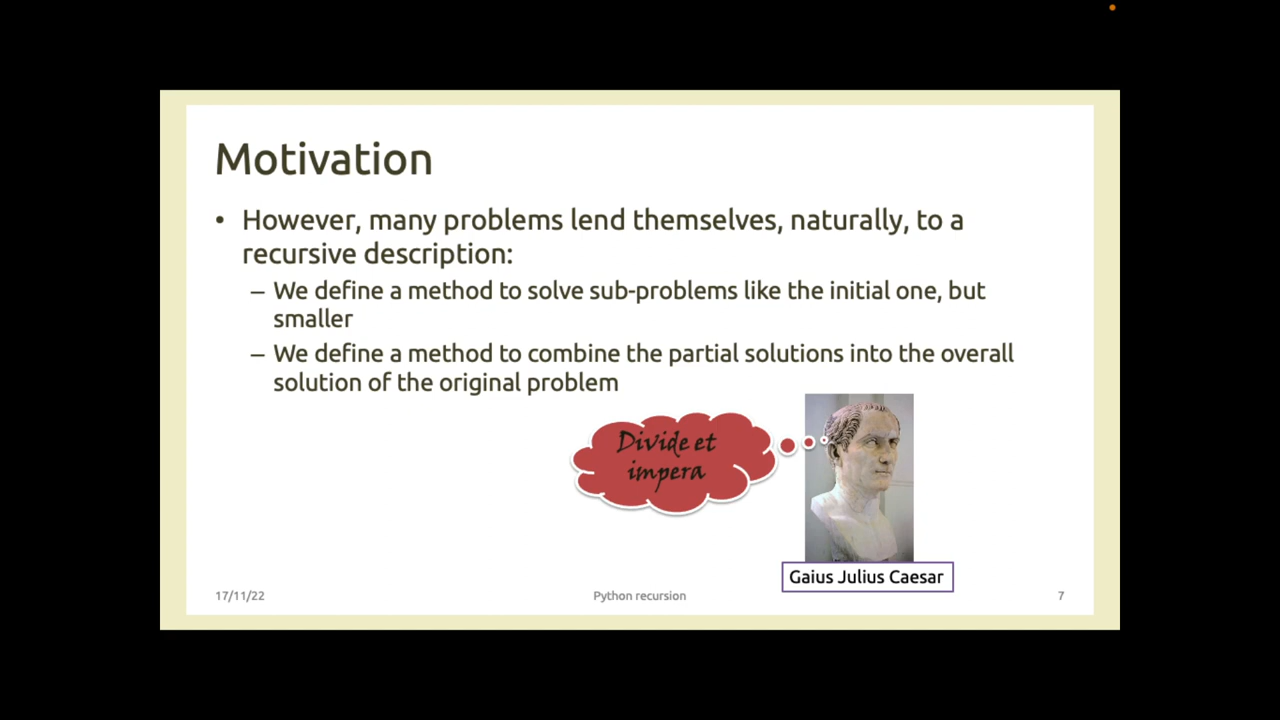 Motivation
• However, many problems lend themselves, naturally, to a
recursive description:
– We define a method to solve sub-problems like the initial one, but
smaller
– We define a method to combine the partial solutions into the overall
solution of the original problem
Divide et
impera
Gaius Julius Caesar
17/11/22
Python recursion
7